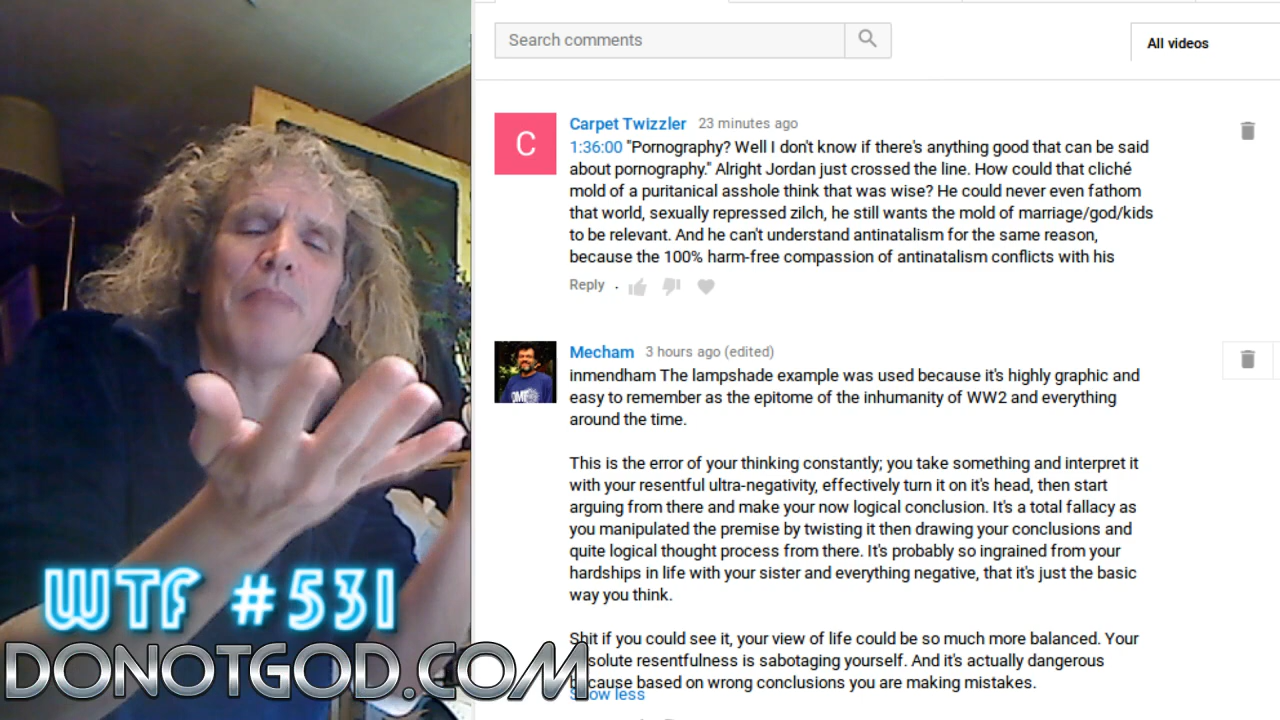 Search comments
All videos
C
Carpet Twizzler 23 minutes ago
1:36:00 "Pornography? Well I don't know if there's anything good that can be said
about pornography." Alright Jordan just crossed the line. How could that cliché
mold of a puritanical asshole think that was wise? He could never even fathom
that world, sexually repressed zilch, he still wants the mold of marriage/god/kids
to be relevant. And he can't understand antinatalism for the same reason,
because the 100% harm-free compassion of antinatalism conflicts with his
Reply
Mecham 3 hours ago (edited)
inmendham The lampshade example was used because it's highly graphic and
easy to remember as the epitome of the inhumanity of WW2 and everything
around the time.
This is the error of your thinking constantly; you take something and interpret it
with your resentful ultra-negativity, effectively turn it on it's head, then start
arguing from there and make your now logical conclusion. It's a total fallacy as
you manipulated the premise by twisting it then drawing your conclusions and
quite logical thought process from there. It's probably so ingrained from your
hardships in life with your sister and everything negative, that it's just the basic
way you think.
Shit if you could see it, your view of life could be so much more balanced. Your
resentfulness is sabotaging yourself. And it's actually dangerous
based on wrong conclusions you are making mistakes.
less
WTF #531
DONOTGOD.COM